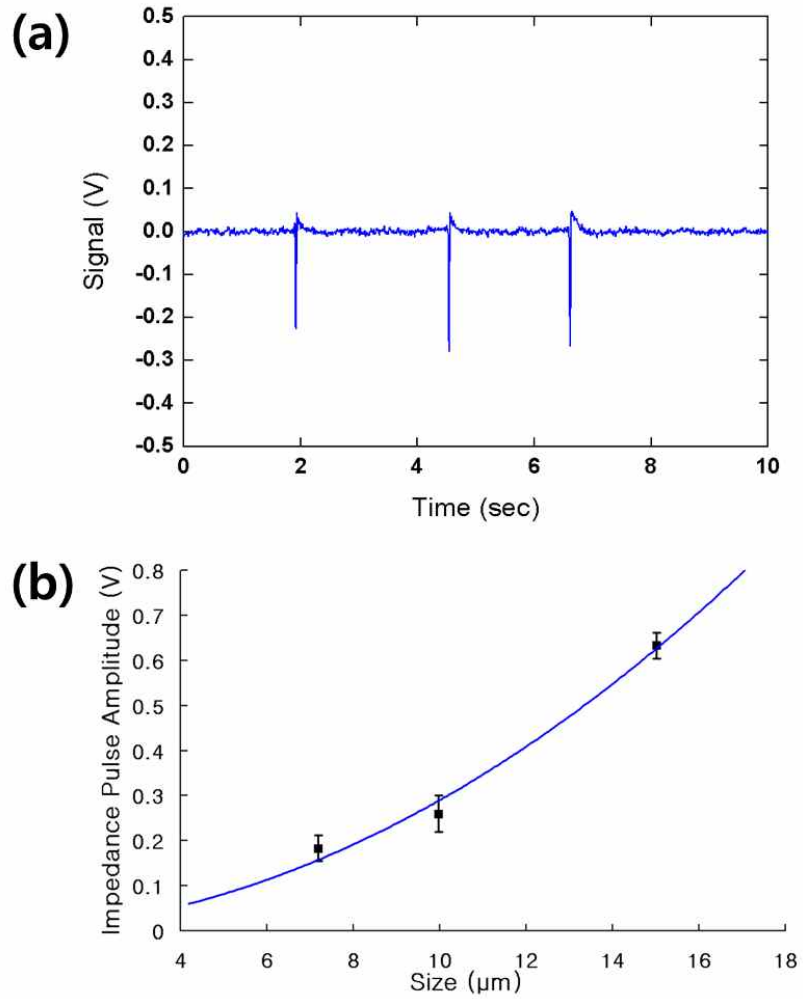 (a)
0.5
0.4
0.3
0.2
0.1
0.0
-0.1
-0.2
-0.3
-0.4
-0.5
Signal (V)
0 2 4 6 8 10
Time (sec)
(b)
0.8
0.7
0.6
0.5
0.4
0.3
0.2
0.1
0
Impedance Pulse Amplitude (V)
4 6 8 10 12 14 16 18
Size (μm)